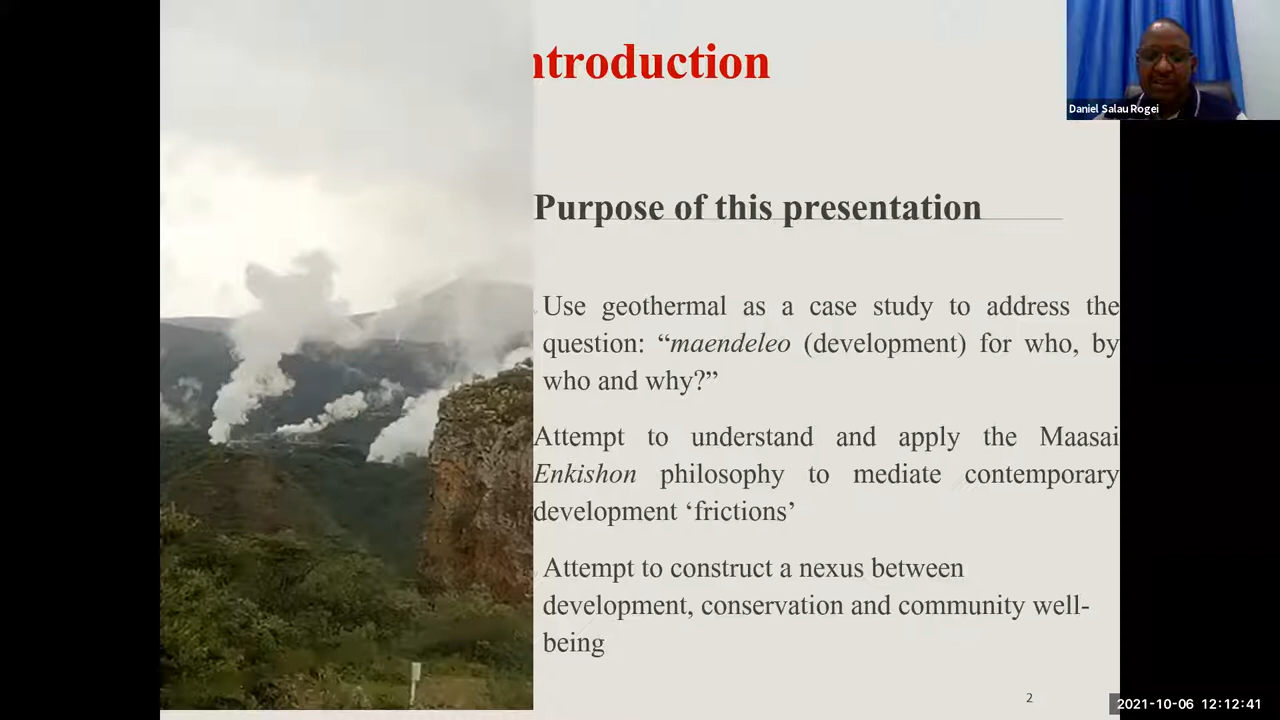 ntroduction
Daniel Salau Rogei
Purpose of this presentation
Use geothermal as a case study to address the
question: “maendeleo (development) for who, by
who and why?”
Attempt to understand and apply the Maasai
Enkishon philosophy to mediate contemporary
development ‘frictions’
Attempt to construct a nexus between
development, conservation and community well-
being
2
2021-10-06 12:12:41